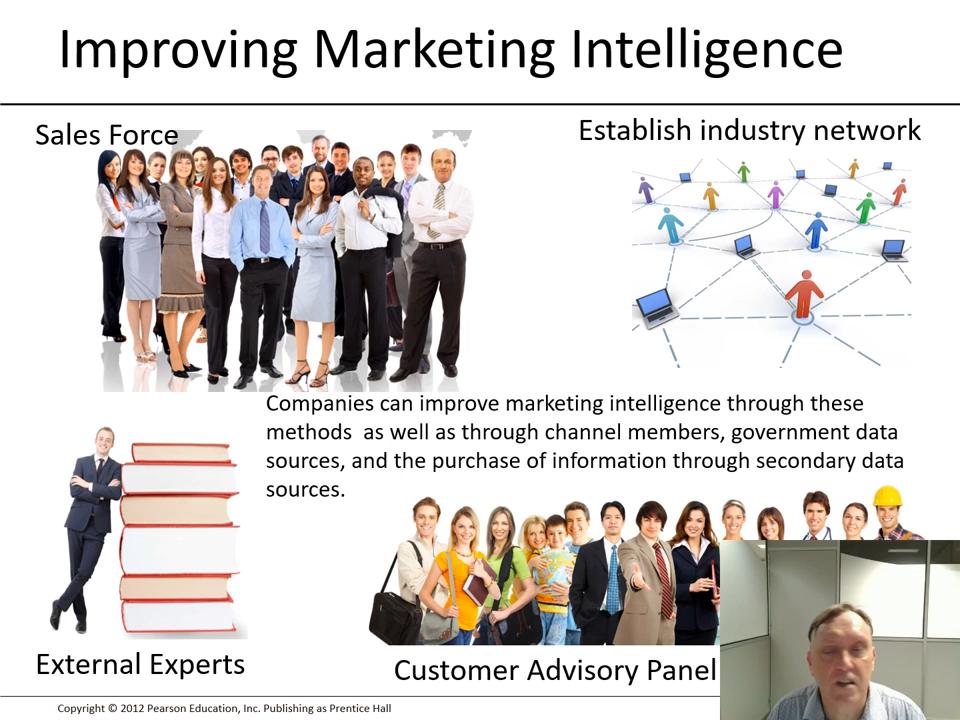 Improving Marketing Intelligence
Sales Force
Establish industry network
Companies can improve marketing intelligence through these
methods as well as through channel members, government data
sources, and the purchase of information through secondary data
sources.
External Experts
Customer Advisory Panel
Copyright © 2012 Pearson Education, Inc. Publishing as Prentice Hall